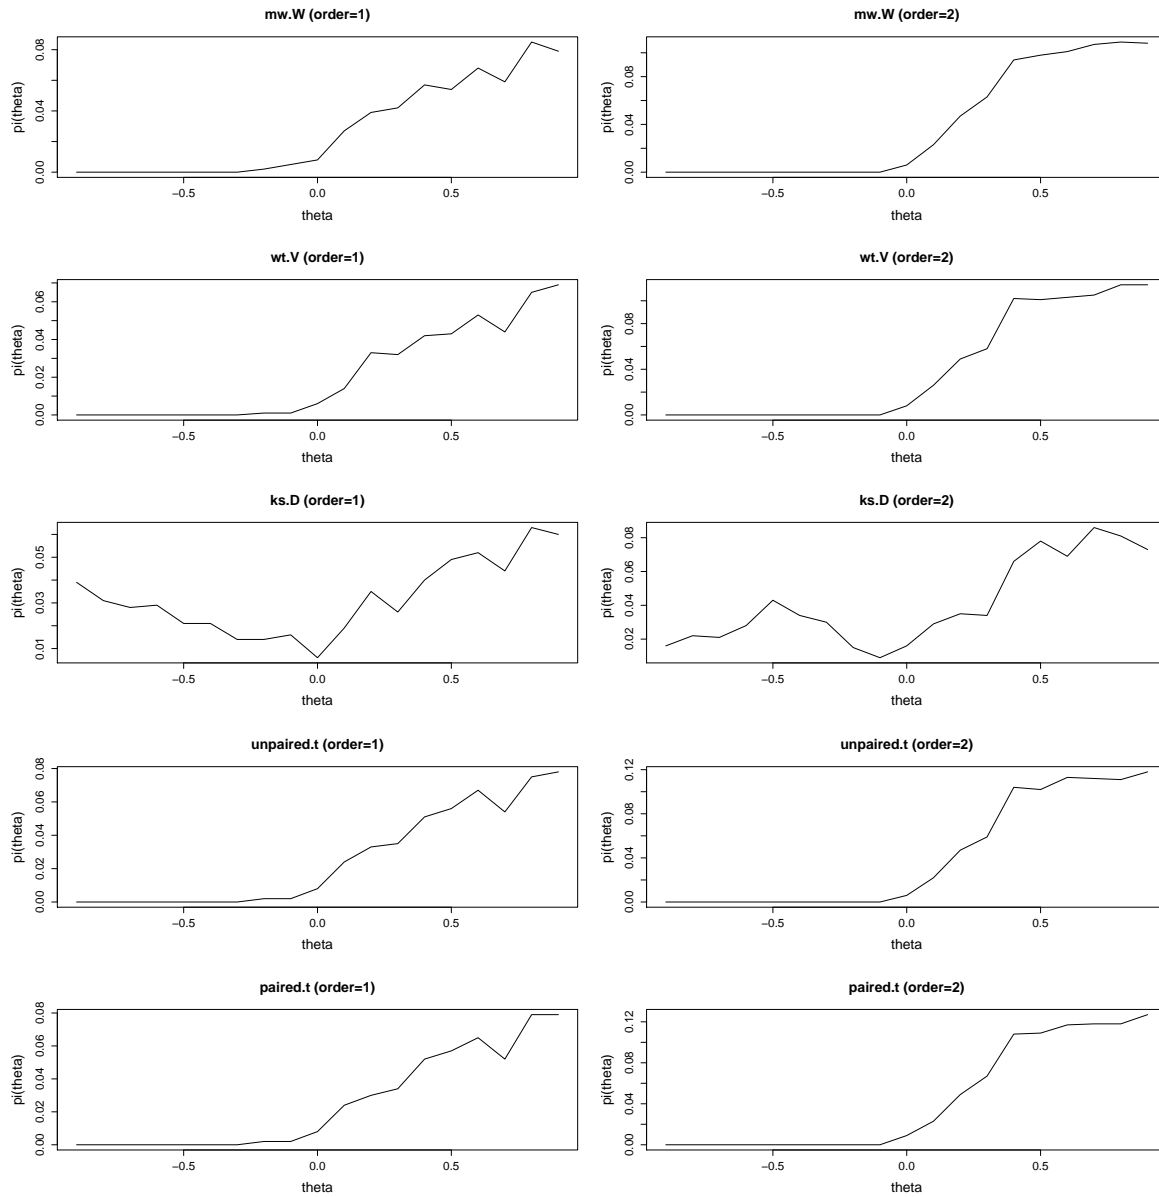 mw.W (order=1)
pi(theta)
0.00 0.04 0.08
−0.5 0.0 0.5
theta
mw.W (order=2)
pi(theta)
0.00 0.04 0.08
−0.5 0.0 0.5
theta
wt.V (order=1)
pi(theta)
0.00 0.02 0.04 0.06
−0.5 0.0 0.5
theta
wt.V (order=2)
pi(theta)
0.00 0.04 0.08
−0.5 0.0 0.5
theta
ks.D (order=1)
pi(theta)
0.01 0.03 0.05
−0.5 0.0 0.5
theta
ks.D (order=2)
pi(theta)
0.02 0.04 0.06 0.08
−0.5 0.0 0.5
theta
unpaired.t (order=1)
pi(theta)
0.00 0.02 0.04 0.06 0.08
−0.5 0.0 0.5
theta
unpaired.t (order=2)
pi(theta)
0.00 0.04 0.08 0.12
−0.5 0.0 0.5
theta
paired.t (order=1)
pi(theta)
0.00 0.02 0.04 0.06 0.08
−0.5 0.0 0.5
theta
paired.t (order=2)
pi(theta)
0.00 0.04 0.08 0.12
−0.5 0.0 0.5
theta